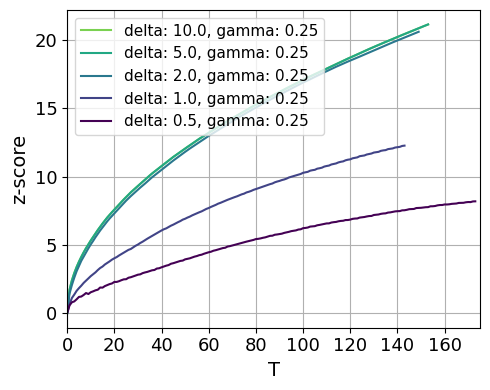 delta: 10.0, gamma: 0.25
delta: 5.0, gamma: 0.25
delta: 2.0, gamma: 0.25
delta: 1.0, gamma: 0.25
delta: 0.5, gamma: 0.25
z-score
20
15
10
5
0
0 20 40 60 80 100 120 140 160
T